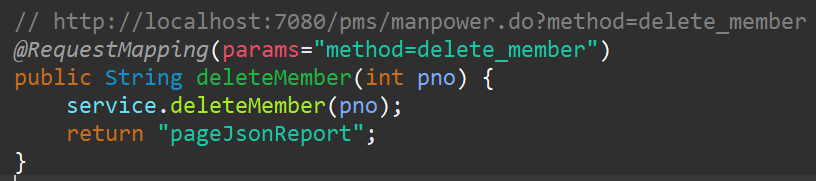 // http://localhost:7080/pms/manpower.do?method=delete_member
@RequestMapping(params="method=delete_member")
public String deleteMember(int pno) {
    service.deleteMember(pno);
    return "pageJsonReport";
}